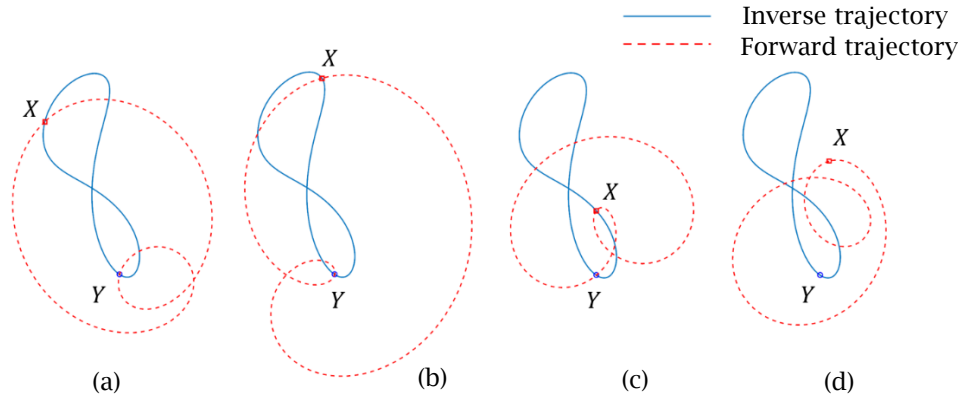 Inverse trajectory
Forward trajectory
X
X
X
X
Y
Y
Y
Y
(a)
(b)
(c)
(d)